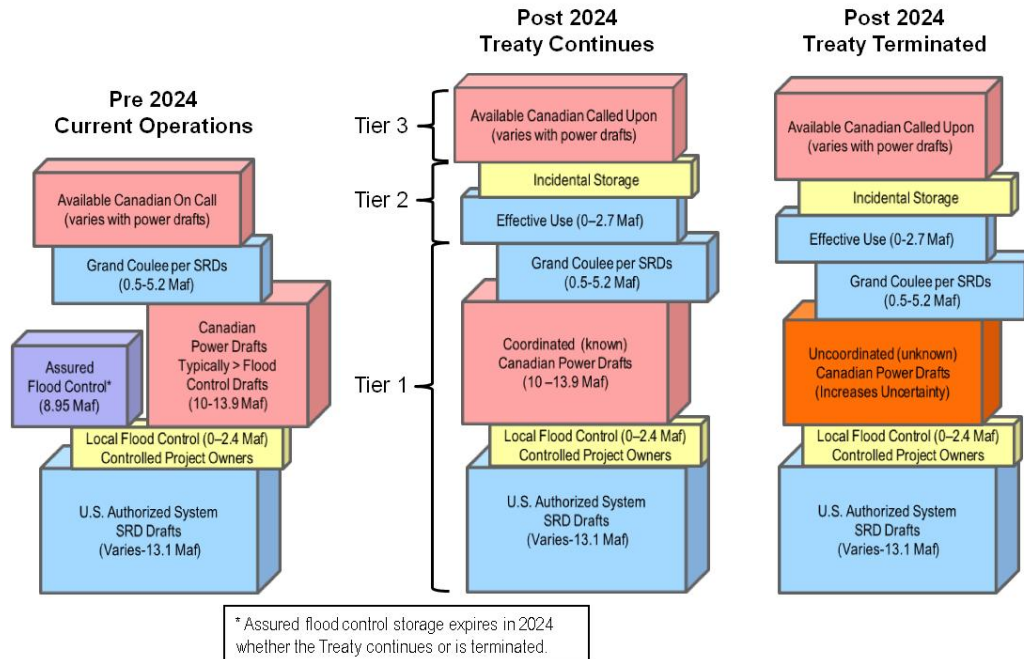 Pre 2024
Current Operations
Available Canadian On Call
(varies with power drafts)
Grand Coulee per SRDs
(0.5-5.2 Maf)
Canadian
Power Drafts
Typically > Flood
Control Drafts
(10-13.9 Maf)
Assured
Flood Control*
(8.95 Maf)
Local Flood Control (0–2.4 Maf)
Controlled Project Owners
U.S. Authorized System
SRD Drafts
(Varies-13.1 Maf)
Post 2024
Treaty Continues
Tier 3
Available Canadian Called Upon
(varies with power drafts)
Tier 2
Incidental Storage
Effective Use (0–2.7 Maf)
Tier 1
Grand Coulee per SRDs
(0.5-5.2 Maf)
Coordinated (known)
Canadian Power Drafts
(10 –13.9 Maf)
Local Flood Control (0–2.4 Maf)
Controlled Project Owners
U.S. Authorized System
SRD Drafts
(Varies-13.1 Maf)
Post 2024
Treaty Terminated
Available Canadian Called Upon
(varies with power drafts)
Incidental Storage
Effective Use (0-2.7 Maf)
Grand Coulee per SRDs
(0.5-5.2 Maf)
Uncoordinated (unknown)
Canadian Power Drafts
(Increases Uncertainty)
Local Flood Control (0–2.4 Maf)
Controlled Project Owners
U.S. Authorized System
SRD Drafts
(Varies-13.1 Maf)
* Assured flood control storage expires in 2024
whether the Treaty continues or is terminated.